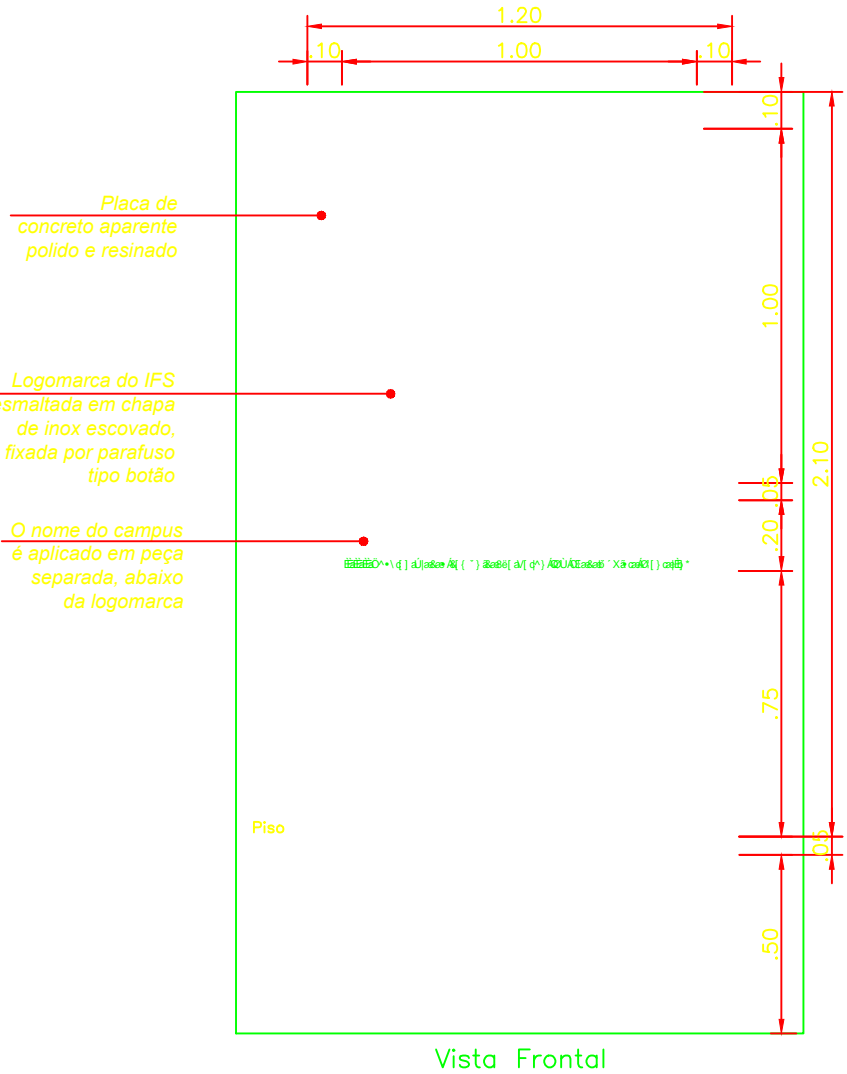 1.20
.10
1.00
.10
.10
Placa de
concreto aparente
polido e resinado
1.00
Logomarca do IFS
esmaltada em chapa
de inox escovado,
fixada por parafuso
tipo botão
2.10
.05
.20
O nome do campus
é aplicado em peça
separada, abaixo
da logomarca
.75
Piso
.05
.50
Vista Frontal